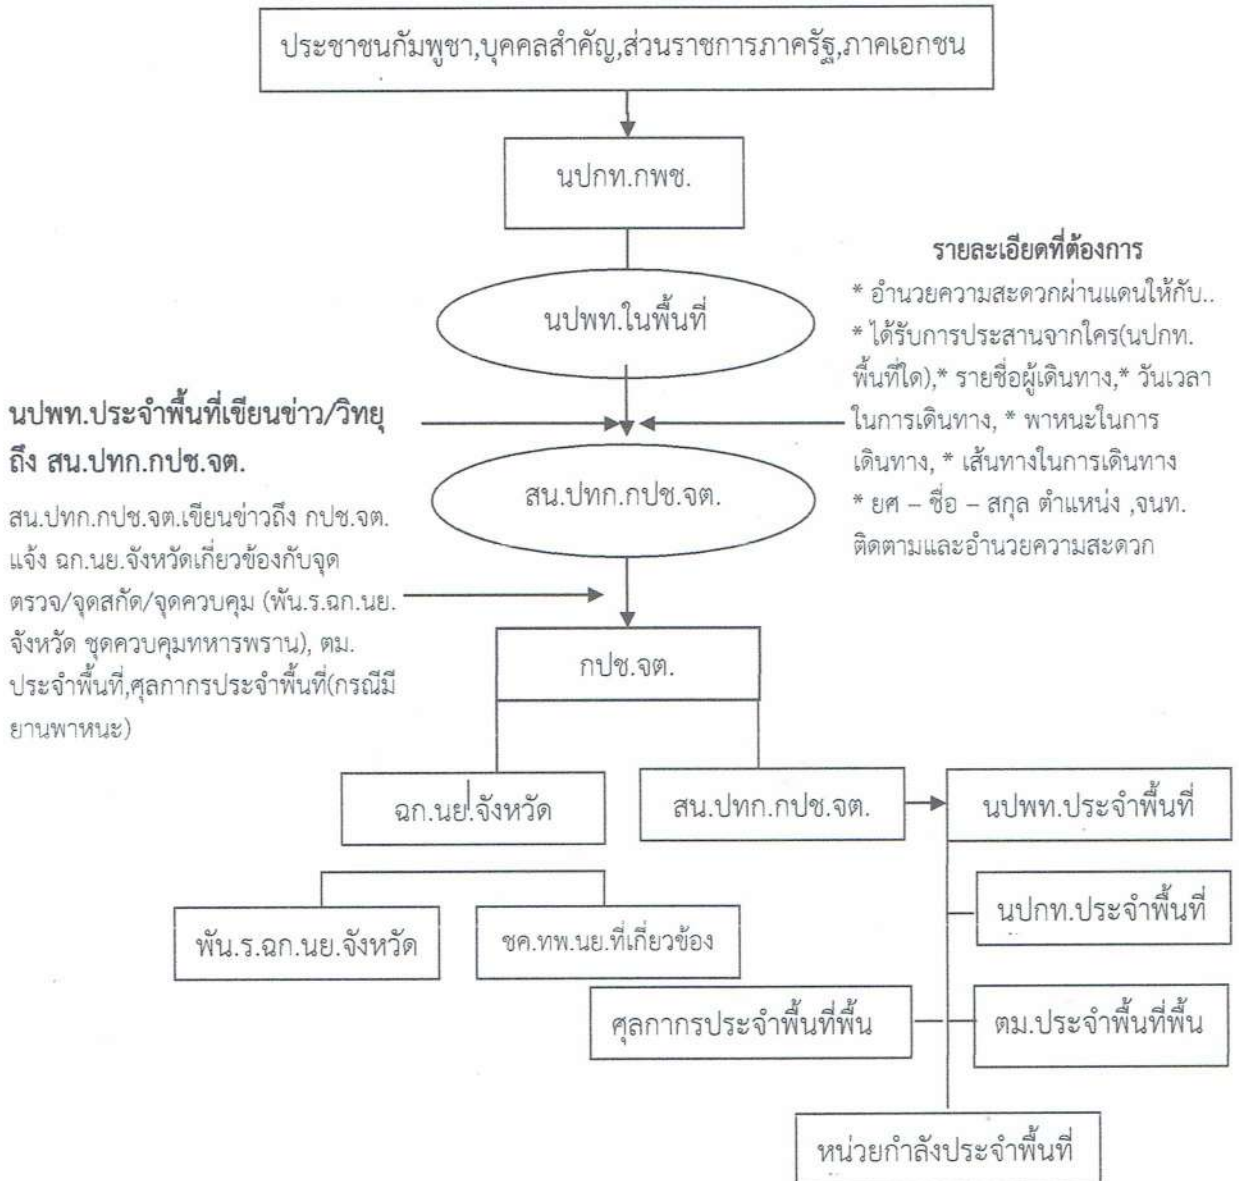 ประชาชนกัมพูชา,บุคคลสำคัญ,ส่วนราชการภาครัฐ,ภาคเอกชน
นปกท.กพช.
นปพท.ในพื้นที่
รายละเอียดที่ต้องการ
* อำนวยความสะดวกผ่านแดนให้กับ..
* ได้รับการประสานจากใคร(นปกท.
พื้นที่ใด),* รายชื่อผู้เดินทาง,* วันเวลา
ในการเดินทาง, * พาหนะในการ
เดินทาง, * เส้นทางในการเดินทาง
* ยศ – ชื่อ – สกุล ตำแหน่ง ,จนท.
ติดตามและอำนวยความสะดวก
นปพท.ประจำพื้นที่เขียนข่าว/วิทยุ
ถึง สน.ปทก.กปช.จต.
สน.ปทก.กปช.จต.เขียนข่าวถึง กปช.จต.
แจ้ง ฉก.นย.จังหวัดเกี่ยวข้องกับจุด
ตรวจ/จุดสกัด/จุดควบคุม (พัน.ร.ฉก.นย.
จังหวัด ชุดควบคุมทหารพราน), ตม.
ประจำพื้นที่,ศุลกากรประจำพื้นที่(กรณีมี
ยานพาหนะ)
สน.ปทก.กปช.จต.
กปช.จต.
ฉก.นย.จังหวัด
สน.ปทก.กปช.จต.
นปพท.ประจำพื้นที่
พัน.ร.ฉก.นย.จังหวัด
ชค.ทพ.นย.ที่เกี่ยวข้อง
นปกท.ประจำพื้นที่
ศุลกากรประจำพื้นที่พื้น
ตม.ประจำพื้นที่พื้น
หน่วยกำลังประจำพื้นที่